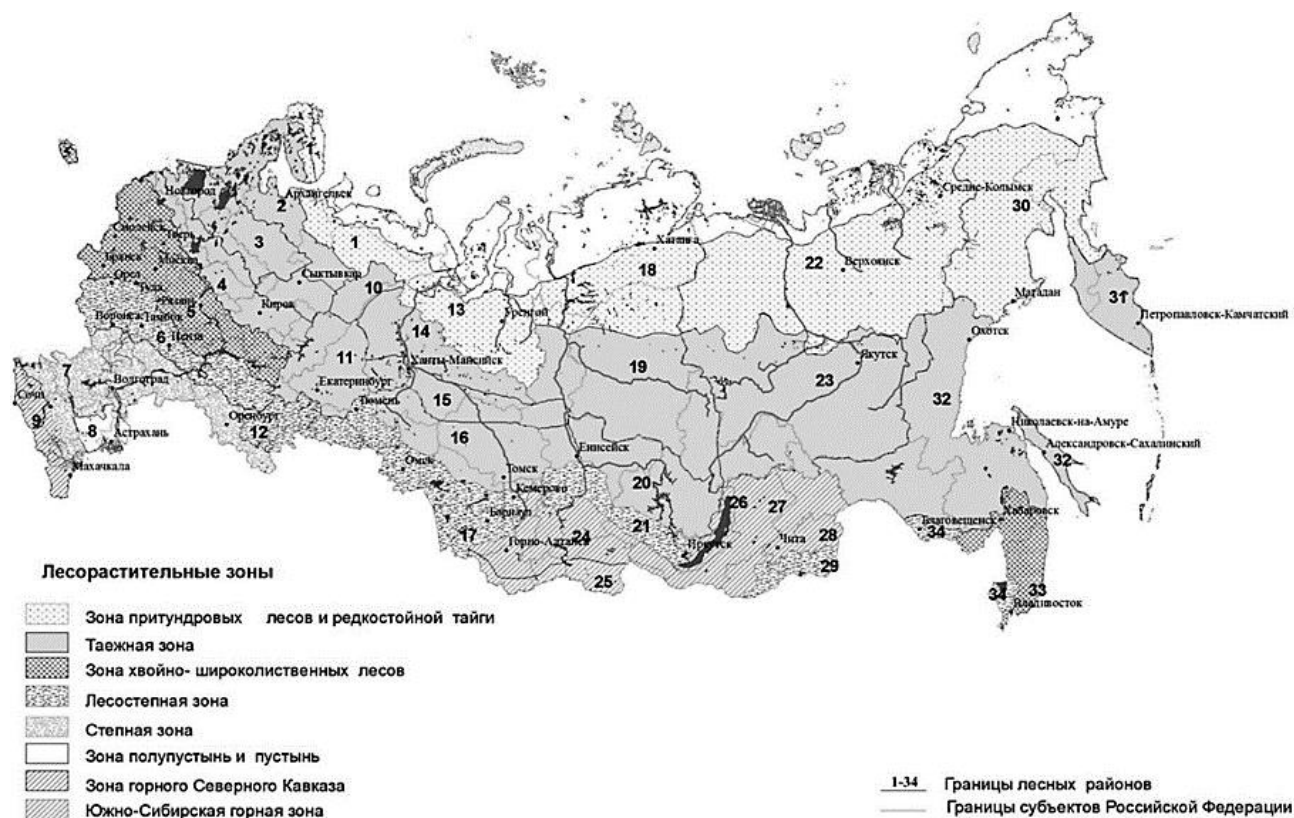 1
2
Архангельск
Новгород
3
1
Смоленск
Тверь
Москва
Брянск
Орел
Тула
Рязань
5
4
Сыктывкар
10
Киров
Воронеж
Тамбов
6
Пенза
13
Уренгой
14
Ханты-Мансийск
11
Екатеринбург
Тюмень
15
16
7
Волгоград
Сочи
9
8
Астрахань
Махачкала
Оренбург
12
Омск
Томск
Кемерово
Барнаул
17
Горно-Алтайск
24
25
Енисейск
Хатанга
18
19
20
21
Иркутск
26
27
Чита
28
29
22
Верхоянск
Средне-Колымск
30
Магадан
31
Петропавловск-Камчатский
Охотск
Якутск
23
32
Николаевск-на-Амуре
Александровск-Сахалинский
32
Хабаровск
Благовещенск
34
34
33
Владивосток
Лесорастительные зоны
Зона притундровых лесов и редкостойной тайги
Таежная зона
Зона хвойно- широколиственных лесов
Лесостепная зона
Степная зона
Зона полупустынь и пустынь
Зона горного Северного Кавказа
Южно-Сибирская горная зона
1-34 Границы лесных районов
Границы субъектов Российской Федерации